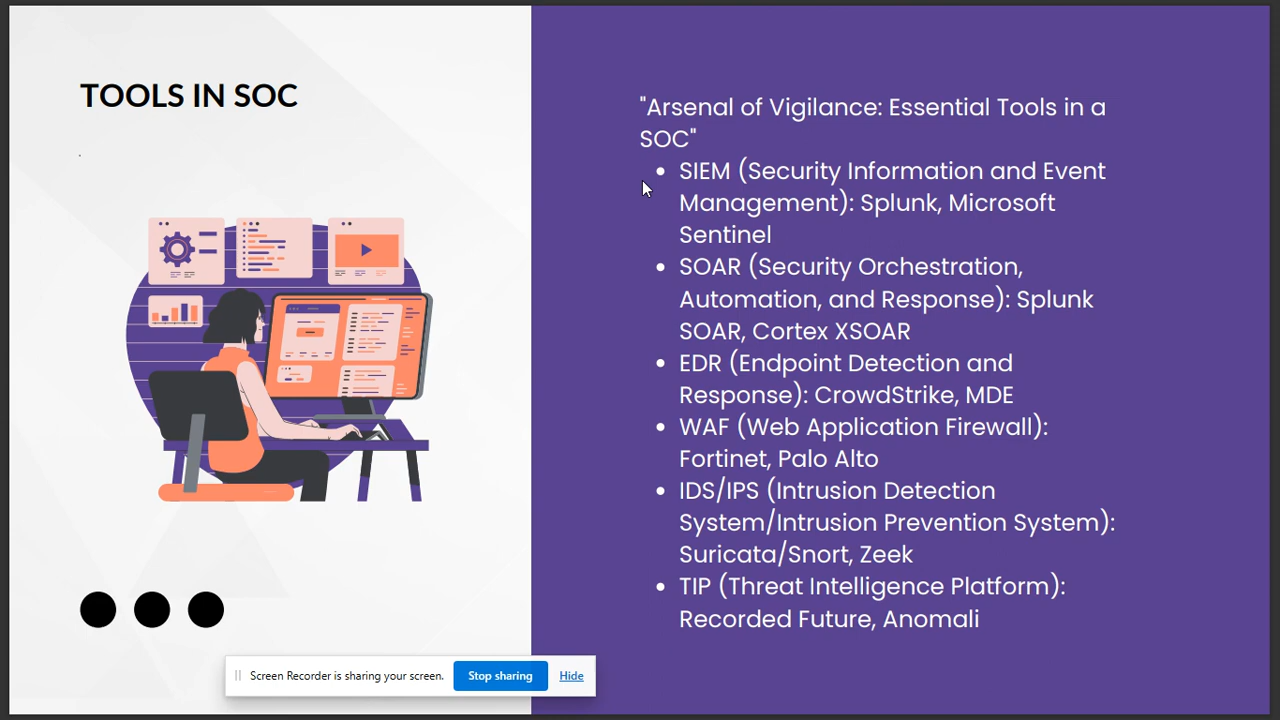 TOOLS IN SOC
"Arsenal of Vigilance: Essential Tools in a
SOC"
• SIEM (Security Information and Event
Management): Splunk, Microsoft
Sentinel
• SOAR (Security Orchestration,
Automation, and Response): Splunk
SOAR, Cortex XSOAR
• EDR (Endpoint Detection and
Response): CrowdStrike, MDE
• WAF (Web Application Firewall):
Fortinet, Palo Alto
• IDS/IPS (Intrusion Detection
System/Intrusion Prevention System):
Suricata/Snort, Zeek
• TIP (Threat Intelligence Platform):
Recorded Future, Anomali
Screen Recorder is sharing your screen. Stop sharing Hide